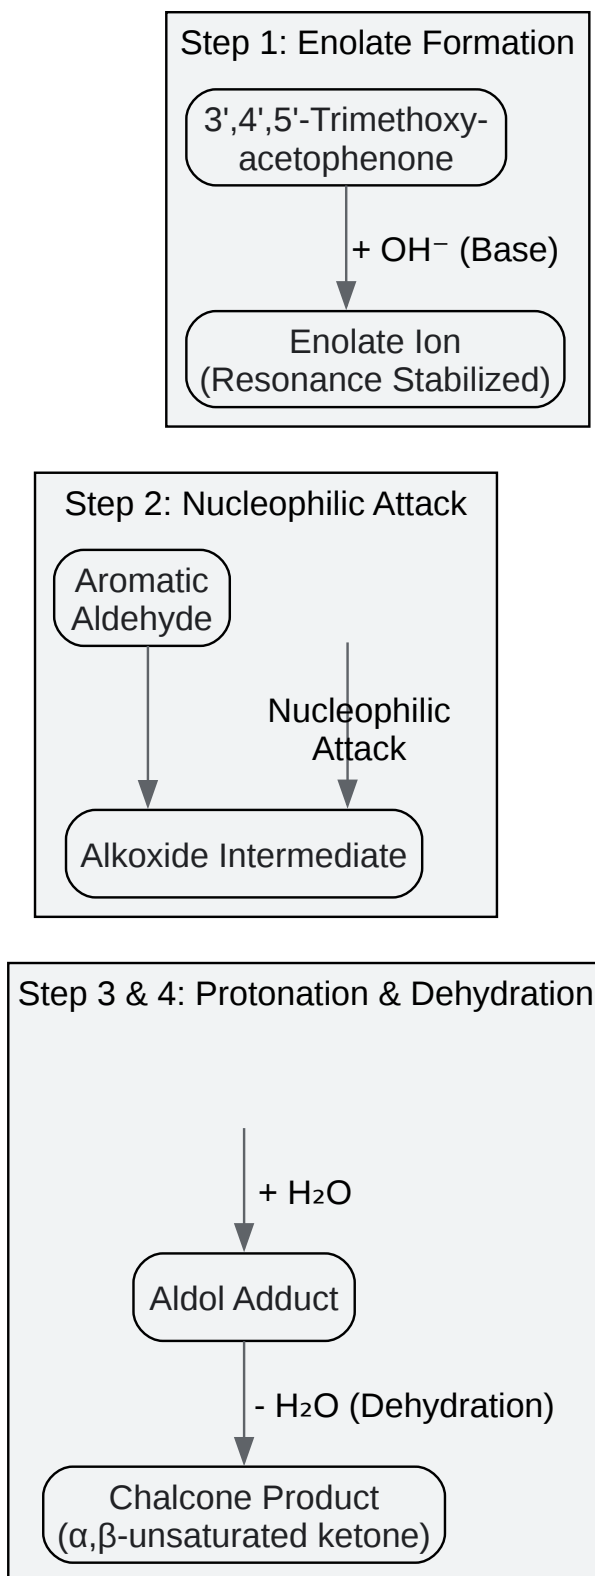 Step 1: Enolate Formation
3',4',5'-Trimethoxy-
acetophenone
+ OH⁻ (Base)
Enolate Ion
(Resonance Stabilized)
Step 2: Nucleophilic Attack
Aromatic
Aldehyde
Nucleophilic
Attack
Alkoxide Intermediate
Step 3 & 4: Protonation & Dehydration
+ H₂O
Aldol Adduct
- H₂O (Dehydration)
Chalcone Product
(α,β-unsaturated ketone)